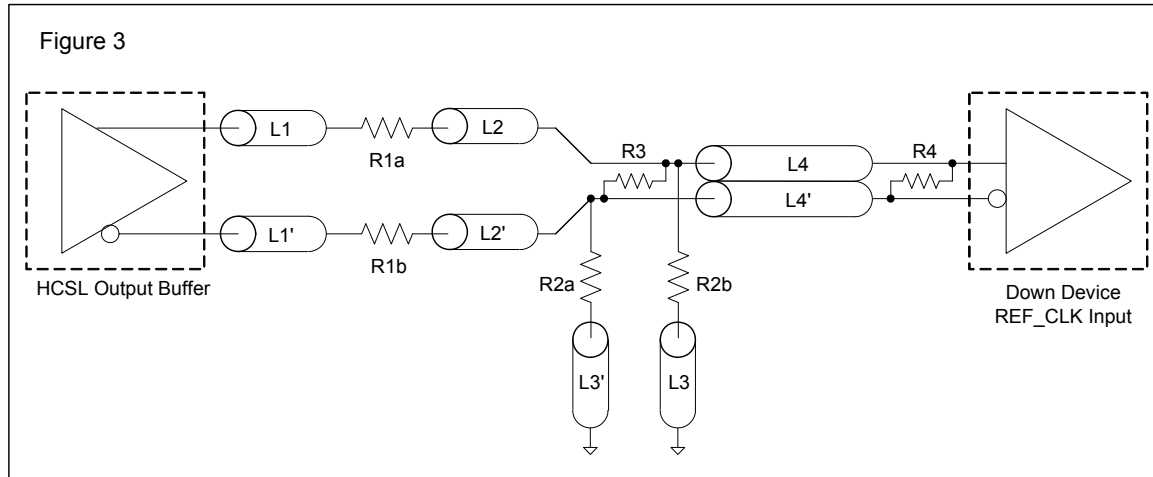 Figure 3
L1
R1a
L2
R3
L4
R4
L4'
L1'
R1b
L2'
R2a
R2b
HCSL Output Buffer
Down Device
REF_CLK Input
L3'
L3